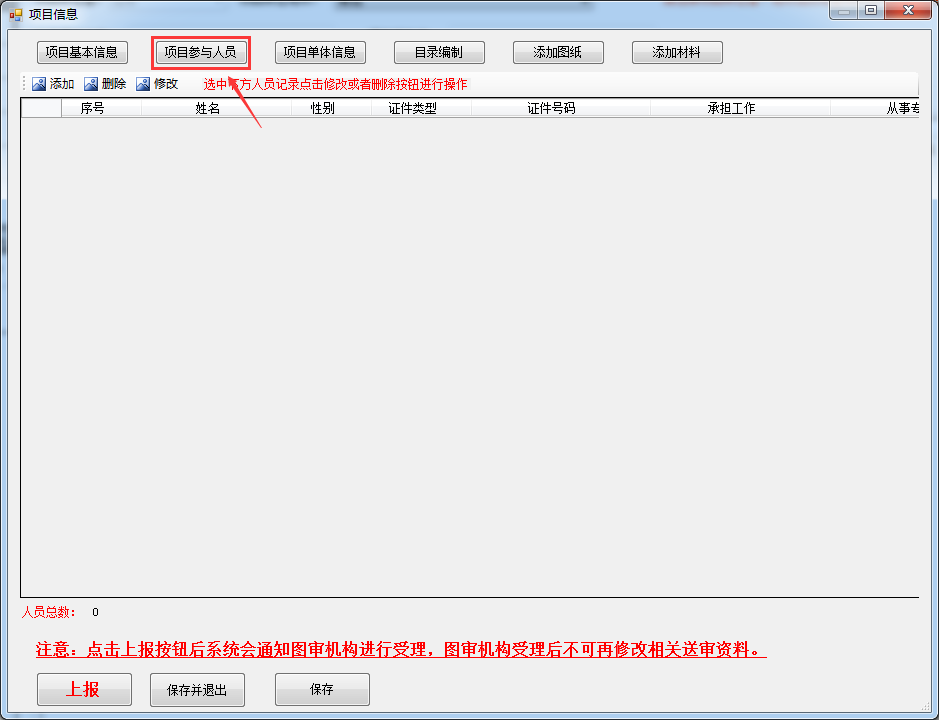 项目信息
项目基本信息 项目参与人员 项目单体信息 目录编制 添加图纸 添加材料
添加 删除 修改 选中 方人员记录点击修改或者删除按钮进行操作
序号 姓名 性别 证件类型 证件号码 承担工作 从事专
人员总数： 0
注意：点击上报按钮后系统会通知图审机构进行受理，图审机构受理后不可再修改相关送审资料。
上报 保存并退出 保存